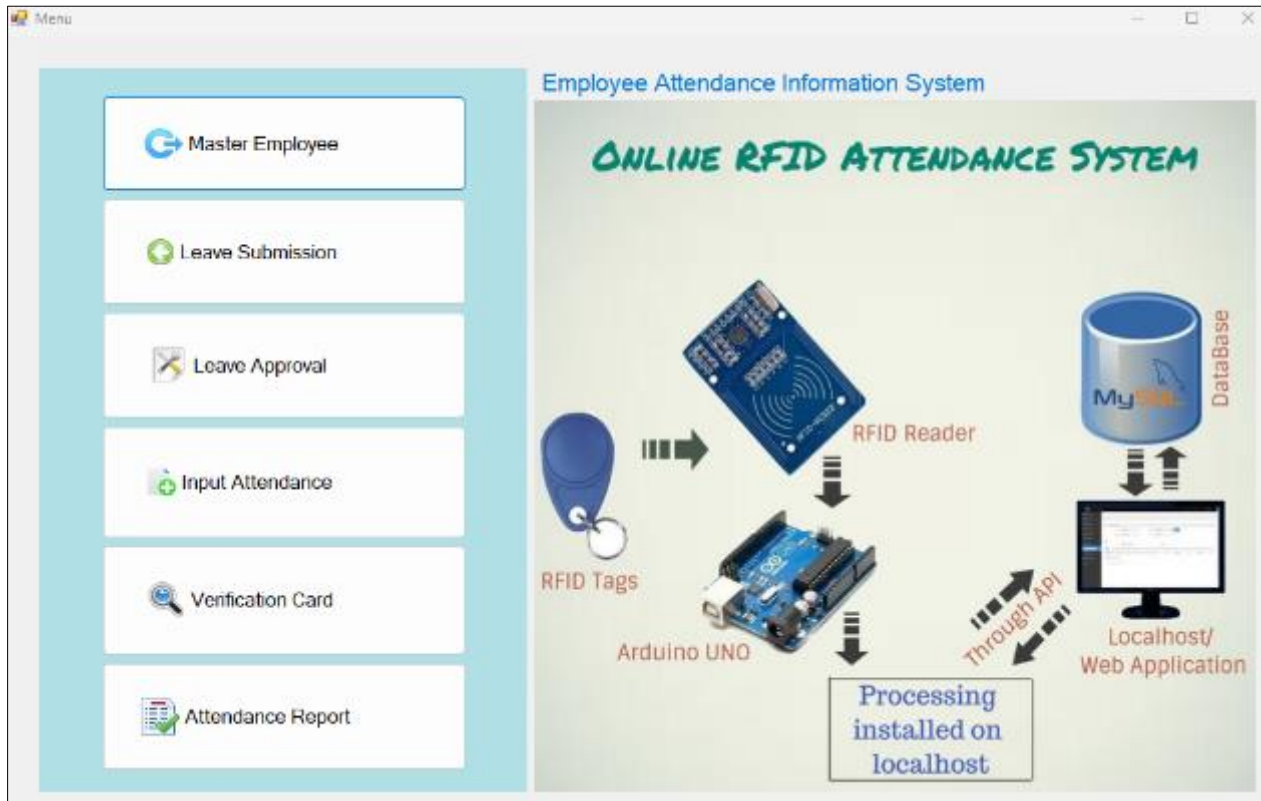 Menu
Employee Attendance Information System
Master Employee
Leave Submission
Leave Approval
Input Attendance
Verification Card
Attendance Report
ONLINE RFID ATTENDANCE SYSTEM
RFID Reader
RFID Tags
Arduino UNO
MySQL
DataBase
Through API
Localhost/
Web Application
Processing
installed on
localhost